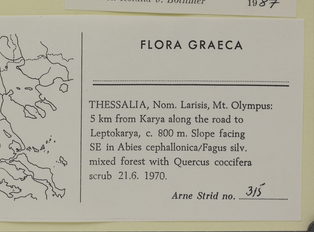 1987
FLORA GRAECA
THESSALIA, Nom. Larisis, Mt. Olympus:
5 km from Karya along the road to
Leptokarya, c. 800 m. Slope facing
SE in Abies cephallonica/Fagus silv.
mixed forest with Quercus coccifera
scrub 21.6. 1970.
Arne Strid no. 315